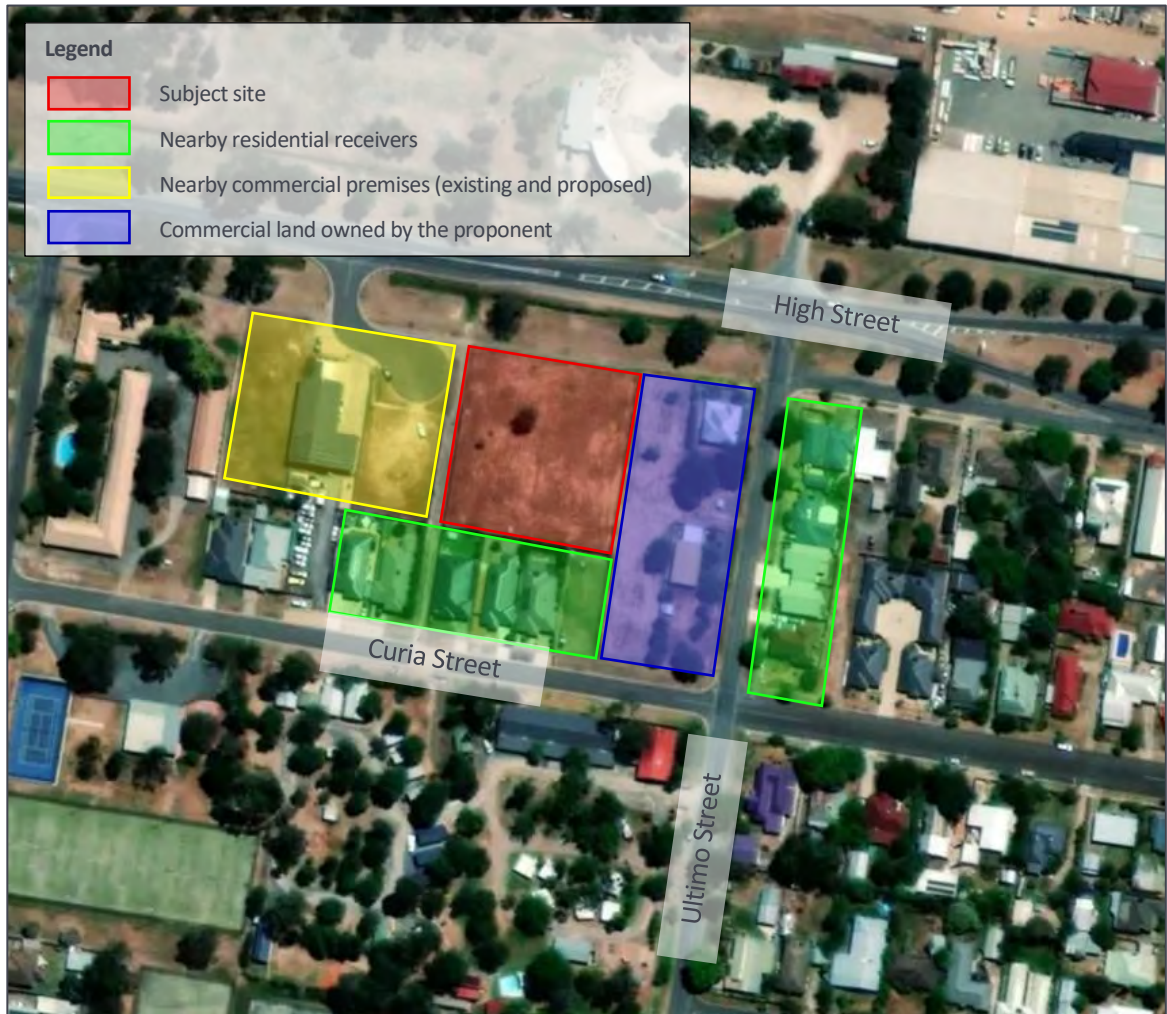 Legend
Subject site
Nearby residential receivers
Nearby commercial premises (existing and proposed)
Commercial land owned by the proponent
High Street
Curia Street
Ultimo Street